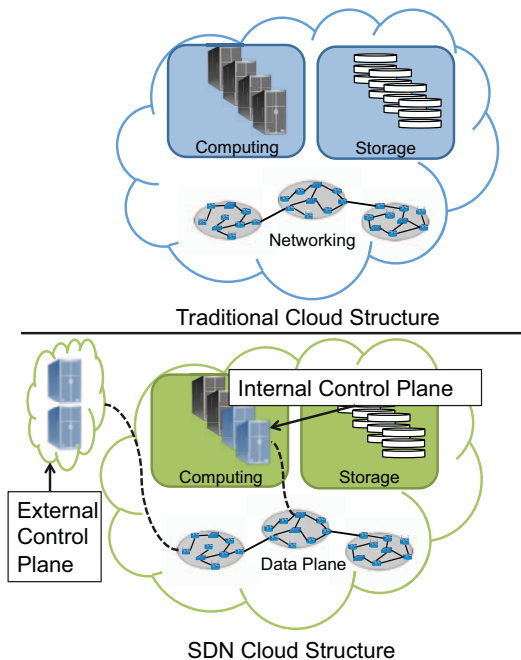 Computing
Storage
Networking
Traditional Cloud Structure
Internal Control Plane
Computing
Storage
External
Control
Plane
Data Plane
SDN Cloud Structure